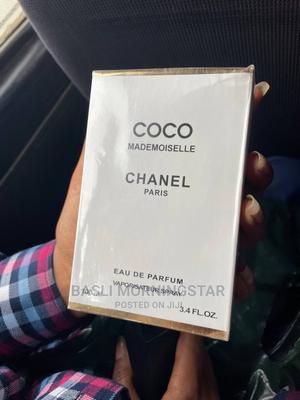 COCO
MADEMOISELLE
CHANEL
PARIS
EAU DE PARFUM
VAPORISATEUR SPRAY
BASLI MORNINGSTAR
POSTED ON JIJI
3.4 FL.OZ.